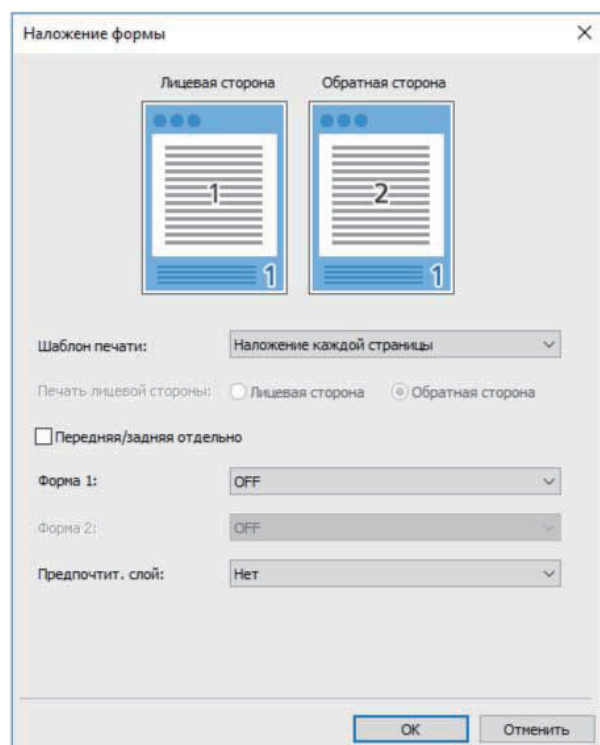 Наложение формы
Лицевая сторона Обратная сторона
1 2
1 1
Шаблон печати: Наложение каждой страницы
Печать лицевой стороны: Лицевая сторона Обратная сторона
Передняя/задняя отдельно
Форма 1: OFF
Форма 2: OFF
Предпочтит. слой: Нет
OK Отменить